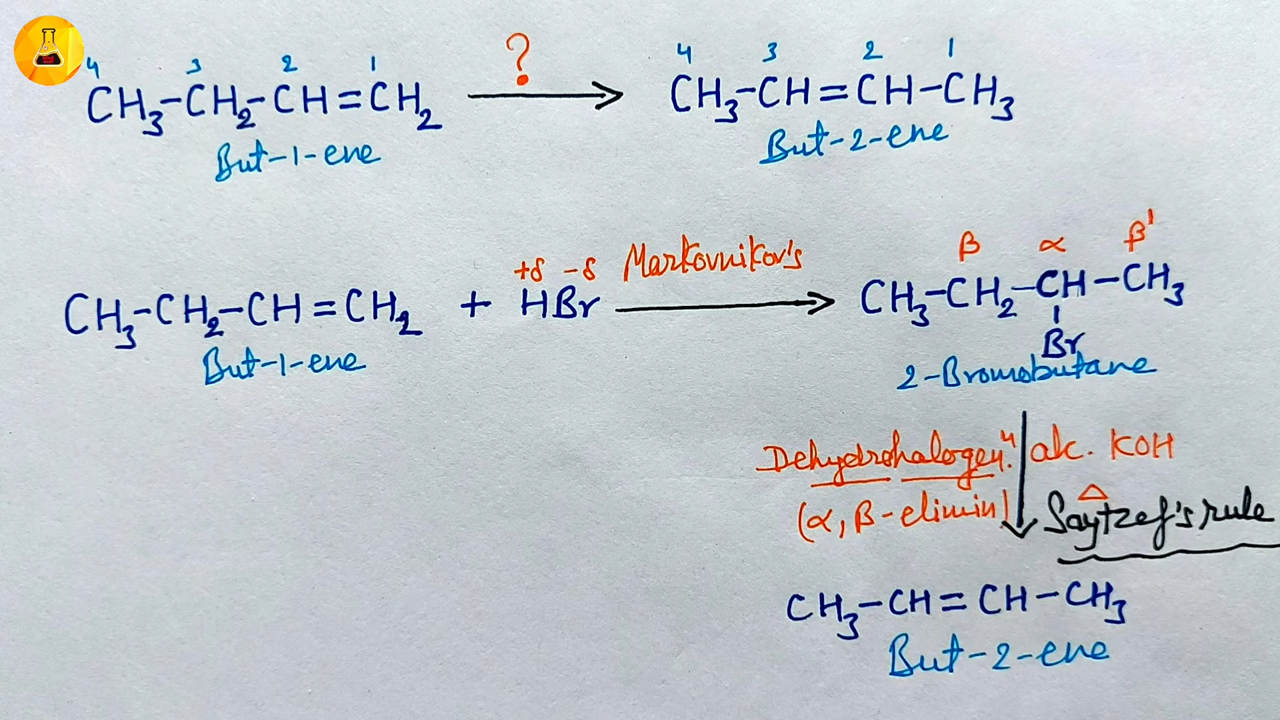 4 3 2 1
CH₃-CH₂-CH=CH₂
But-1-ene
?
4 3 2 1
CH₃-CH=CH-CH₃
But-2-ene
CH₃-CH₂-CH=CH₂
But-1-ene
+
+δ -δ
HBr
Markovnikov's
β α β'
CH₃-CH₂-CH-CH₃
Br
2-Bromobutane
Dehydrohalogenⁿ.
(α, β-elimin)
alc. KOH
Δ
Saytzef's rule
CH₃-CH=CH-CH₃
But-2-ene